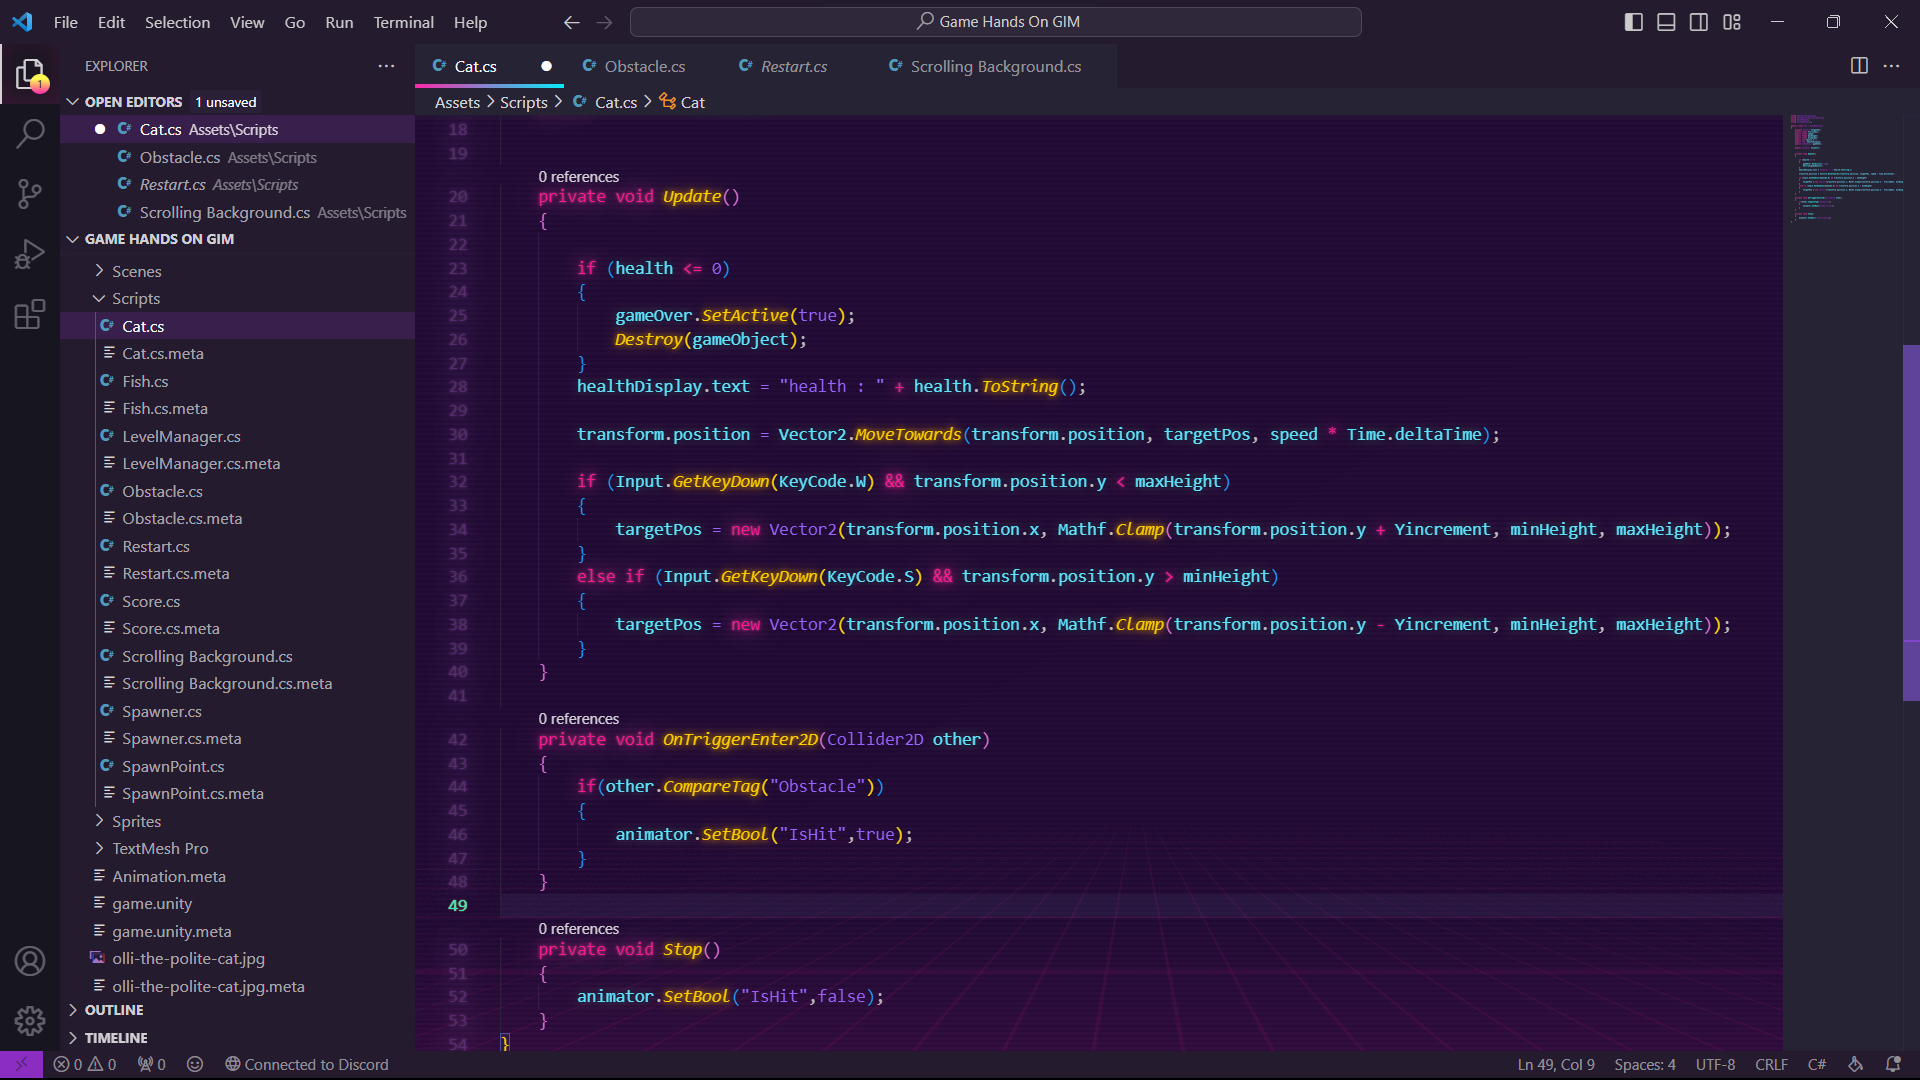 File Edit Selection View Go Run Terminal Help
Game Hands On GIM
EXPLORER
OPEN EDITORS 1 unsaved
Cat.cs Assets\Scripts
Obstacle.cs Assets\Scripts
Restart.cs Assets\Scripts
Scrolling Background.cs Assets\Scripts
GAME HANDS ON GIM
Scenes
Scripts
Cat.cs
Cat.cs.meta
Fish.cs
Fish.cs.meta
LevelManager.cs
LevelManager.cs.meta
Obstacle.cs
Obstacle.cs.meta
Restart.cs
Restart.cs.meta
Score.cs
Score.cs.meta
Scrolling Background.cs
Scrolling Background.cs.meta
Spawner.cs
Spawner.cs.meta
SpawnPoint.cs
SpawnPoint.cs.meta
Sprites
TextMesh Pro
Animation.meta
game.unity
game.unity.meta
olli-the-polite-cat.jpg
olli-the-polite-cat.jpg.meta
OUTLINE
TIMELINE
Cat.cs Obstacle.cs Restart.cs Scrolling Background.cs
Assets > Scripts > Cat.cs > Cat
18
19
0 references
20 private void Update()
21 {
22
23 if (health <= 0)
24 {
25 gameOver.SetActive(true);
26 Destroy(gameObject);
27 }
28 healthDisplay.text = "health : " + health.ToString();
29
30 transform.position = Vector2.MoveTowards(transform.position, targetPos, speed * Time.deltaTime);
31
32 if (Input.GetKeyDown(KeyCode.W) && transform.position.y < maxHeight)
33 {
34 targetPos = new Vector2(transform.position.x, Mathf.Clamp(transform.position.y + Yincrement, minHeight, maxHeight));
35 }
36 else if (Input.GetKeyDown(KeyCode.S) && transform.position.y > minHeight)
37 {
38 targetPos = new Vector2(transform.position.x, Mathf.Clamp(transform.position.y - Yincrement, minHeight, maxHeight));
39 }
40 }
41
0 references
42 private void OnTriggerEnter2D(Collider2D other)
43 {
44 if(other.CompareTag("Obstacle"))
45 {
46 animator.SetBool("IsHit",true);
47 }
48 }
49
0 references
50 private void Stop()
51 {
52 animator.SetBool("IsHit",false);
53 }
54 }
0 0 0 Connected to Discord
Ln 49, Col 9 Spaces: 4 UTF-8 CRLF C#